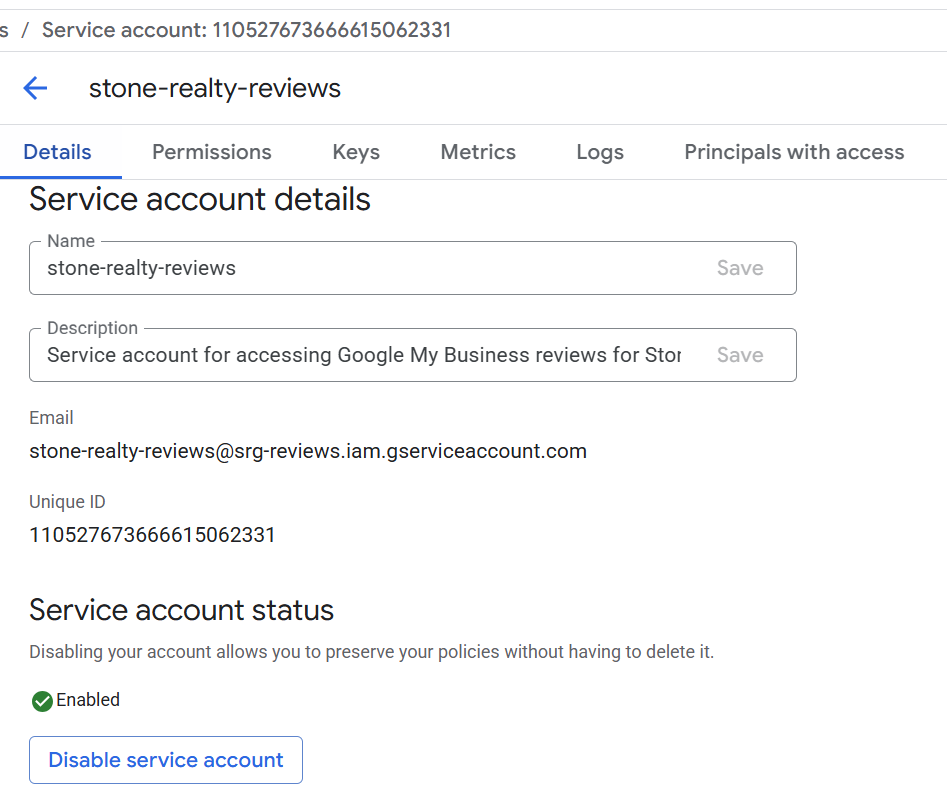 s / Service account: 110527673666615062331
stone-realty-reviews
Details Permissions Keys Metrics Logs Principals with access
Service account details
Name
stone-realty-reviews Save
Description
Service account for accessing Google My Business reviews for Stor Save
Email
stone-realty-reviews@srg-reviews.iam.gserviceaccount.com
Unique ID
110527673666615062331
Service account status
Disabling your account allows you to preserve your policies without having to delete it.
Enabled
Disable service account